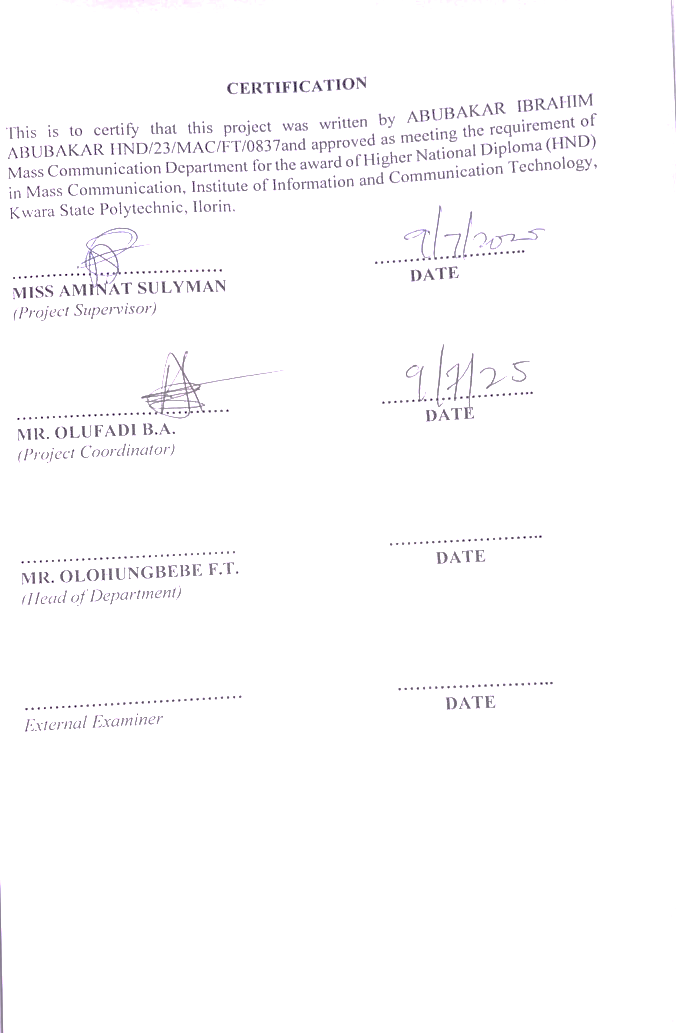 CERTIFICATION
This is to certify that this project was written by ABUBAKAR IBRAHIM
ABUBAKAR HND/23/MAC/FT/0837and approved as meeting the requirement of
Mass Communication Department for the award of Higher National Diploma (HND)
in Mass Communication, Institute of Information and Communication Technology,
Kwara State Polytechnic, Ilorin.
9/7/2025
....................................
..........................
MISS AMINAT SULYMAN
DATE
(Project Supervisor)
9/7/25
....................................
..........................
MR. OLUFADI B.A.
DATE
(Project Coordinator)
....................................
..........................
MR. OLOHUNGBEBE F.T.
DATE
(Head of Department)
....................................
..........................
External Examiner
DATE